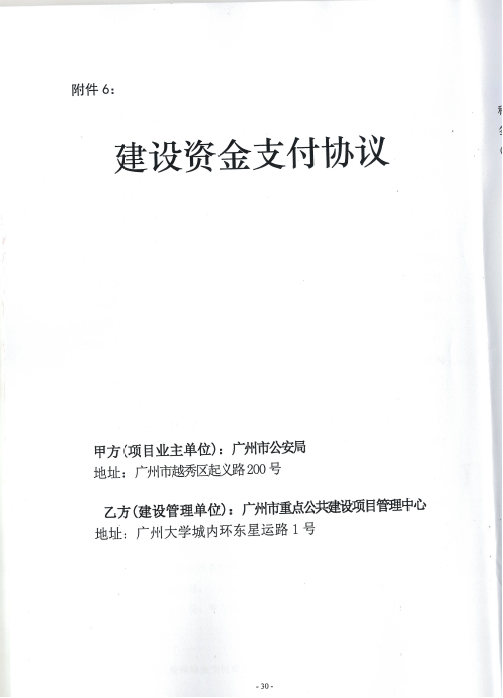 附件 6：
建设资金支付协议
甲方(项目业主单位)：广州市公安局
地址：广州市越秀区起义路 200 号
乙方(建设管理单位)：广州市重点公共建设项目管理中心
地址：广州大学城内环东星运路 1 号
- 30 -